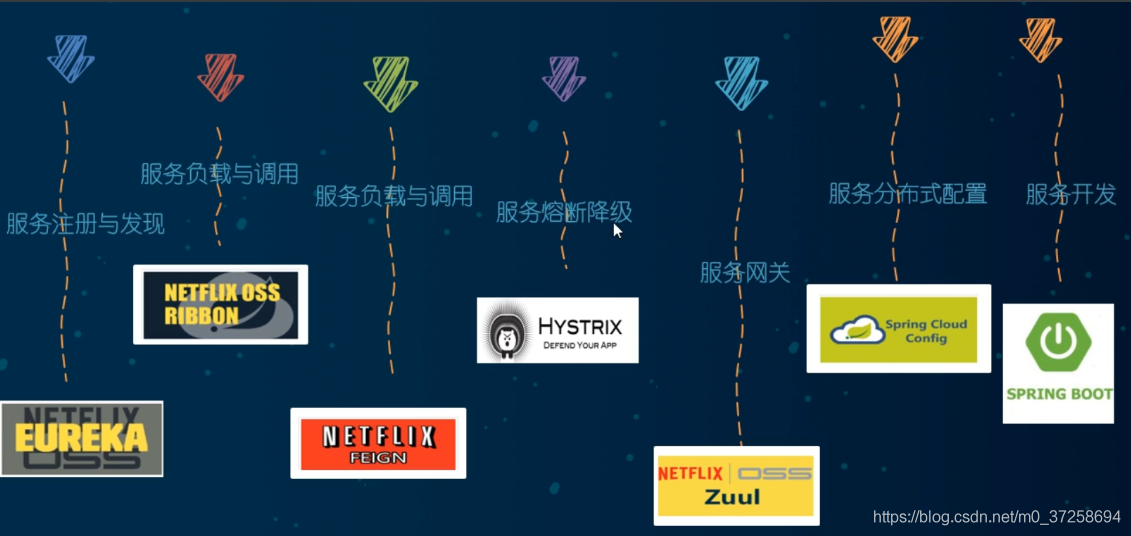 服务注册与发现
NETFLIX
EUREKA
OSS
服务负载与调用
NETFLIX OSS
RIBBON
服务负载与调用
NETFLIX
FEIGN
服务熔断降级
HYSTRIX
DEFEND YOUR APP
服务网关
NETFLIX OSS
Zuul
服务分布式配置
Spring Cloud
Config
服务开发
SPRING BOOT
https://blog.csdn.net/m0_37258694